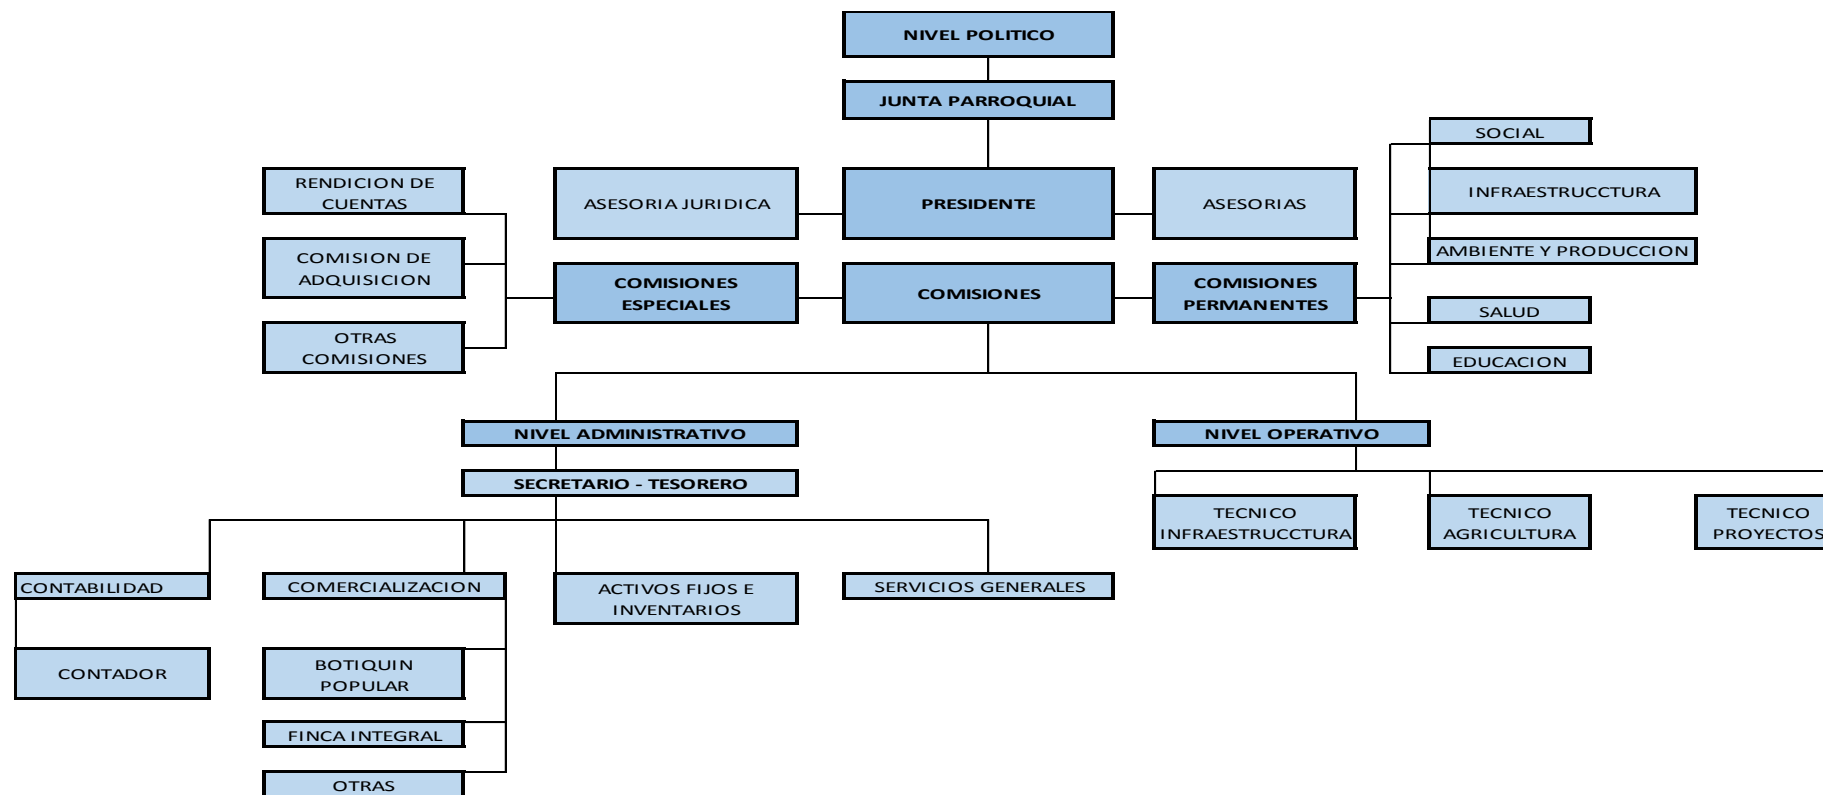 NIVEL POLITICO
JUNTA PARROQUIAL
SOCIAL
RENDICION DE
CUENTAS
ASESORIA JURIDICA
PRESIDENTE
ASESORIAS
INFRAESTRUCCTURA
COMISION DE
ADQUISICION
AMBIENTE Y PRODUCCION
COMISIONES
ESPECIALES
COMISIONES
COMISIONES
PERMANENTES
SALUD
OTRAS
COMISIONES
EDUCACION
NIVEL ADMINISTRATIVO
NIVEL OPERATIVO
SECRETARIO - TESORERO
TECNICO
INFRAESTRUCCTURA
TECNICO
AGRICULTURA
TECNICO
PROYECTOS
CONTABILIDAD
COMERCIALIZACION
ACTIVOS FIJOS E
INVENTARIOS
SERVICIOS GENERALES
CONTADOR
BOTIQUIN
POPULAR
FINCA INTEGRAL
OTRAS